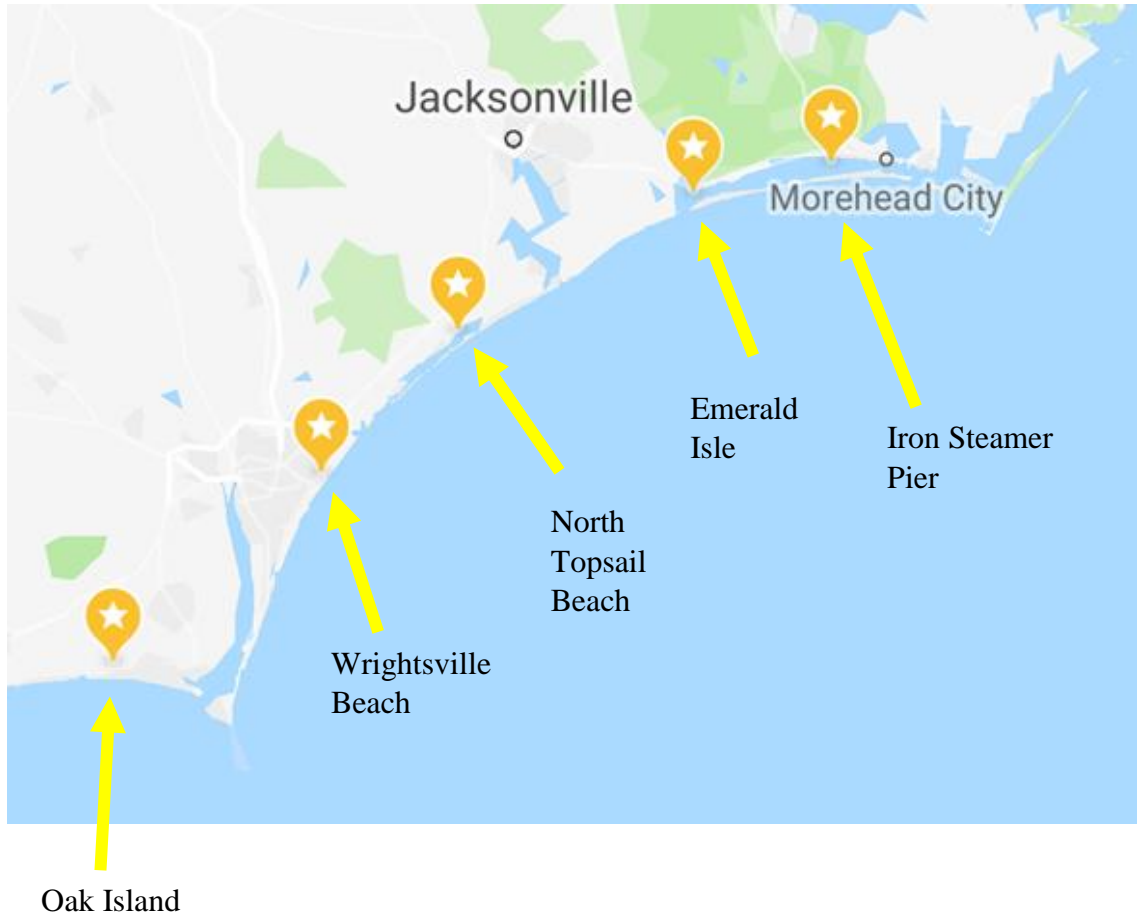 Jacksonville
Morehead City
Emerald
Isle
Iron Steamer
Pier
North
Topsail
Beach
Wrightsville
Beach
Oak Island